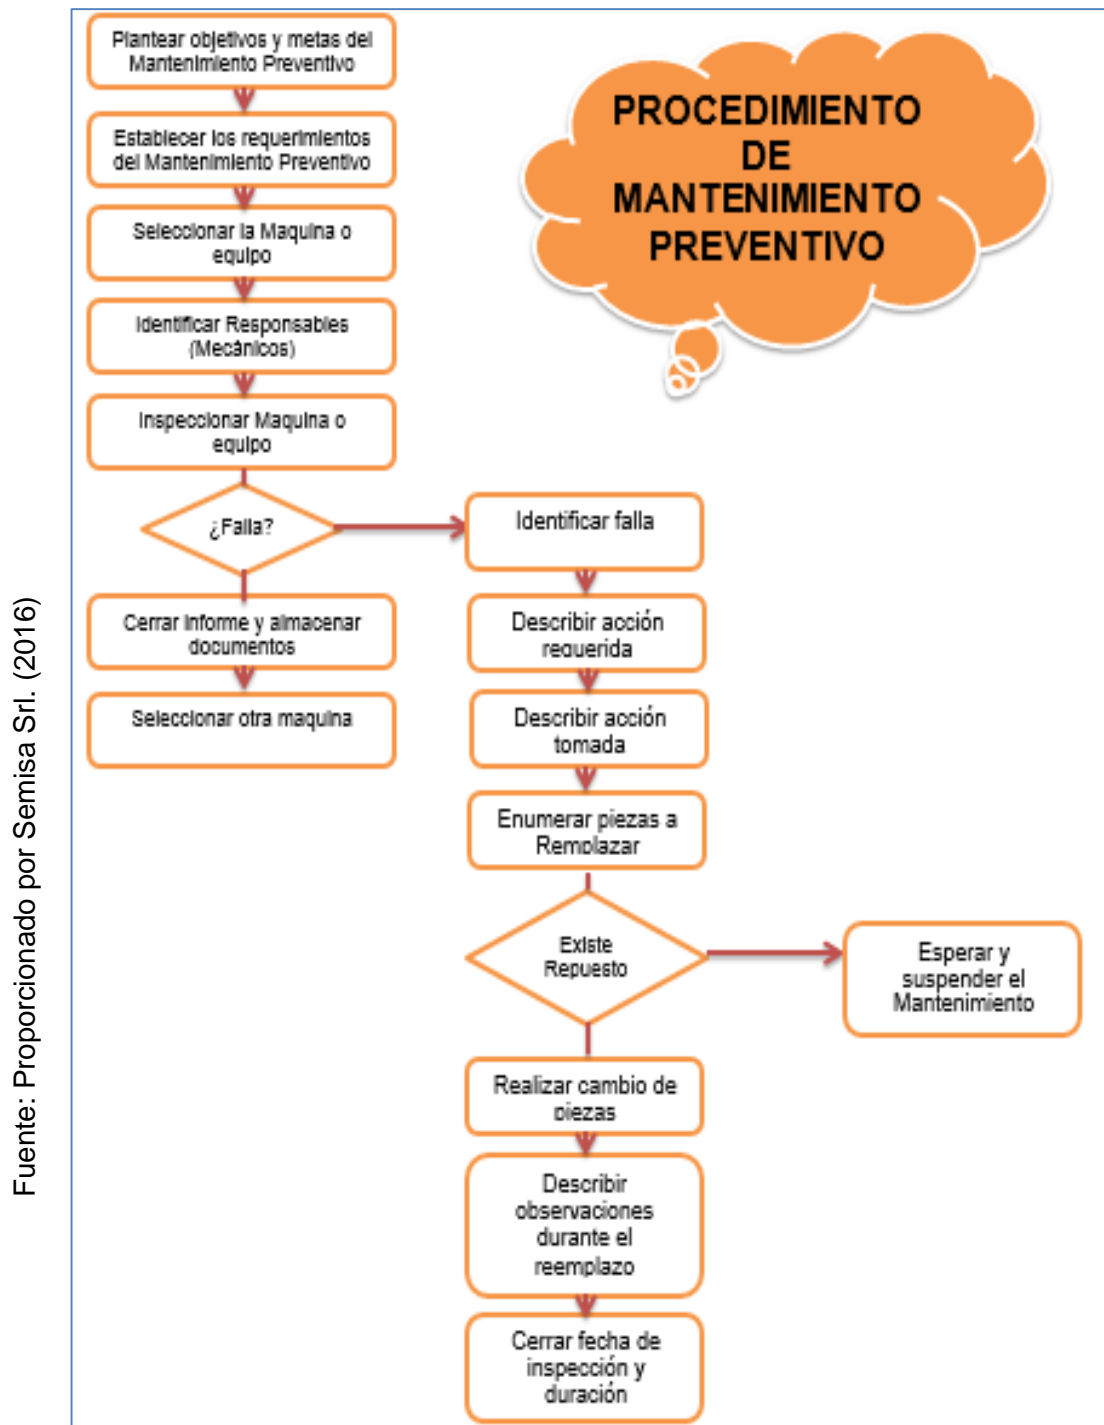 Plantear objetivos y metas del
Mantenimiento Preventivo
PROCEDIMIENTO
DE
MANTENIMIENTO
PREVENTIVO
Establecer los requerimientos
del Mantenimiento Preventivo
Seleccionar la Maquina o
equipo
Identificar Responsables
(Mecánicos)
Inspeccionar Maquina o
equipo
¿Falla?
Cerrar Informe y almacenar
documentos
Seleccionar otra maquina
Identificar falla
Describir acción
requerida
Describir acción
tomada
Enumerar piezas a
Remplazar
Existe
Repuesto
Esperar y
suspender el
Mantenimiento
Realizar cambio de
piezas
Describir
observaciones
durante el
reemplazo
Cerrar fecha de
inspección y
duración
Fuente: Proporcionado por Semisa Srl. (2016)